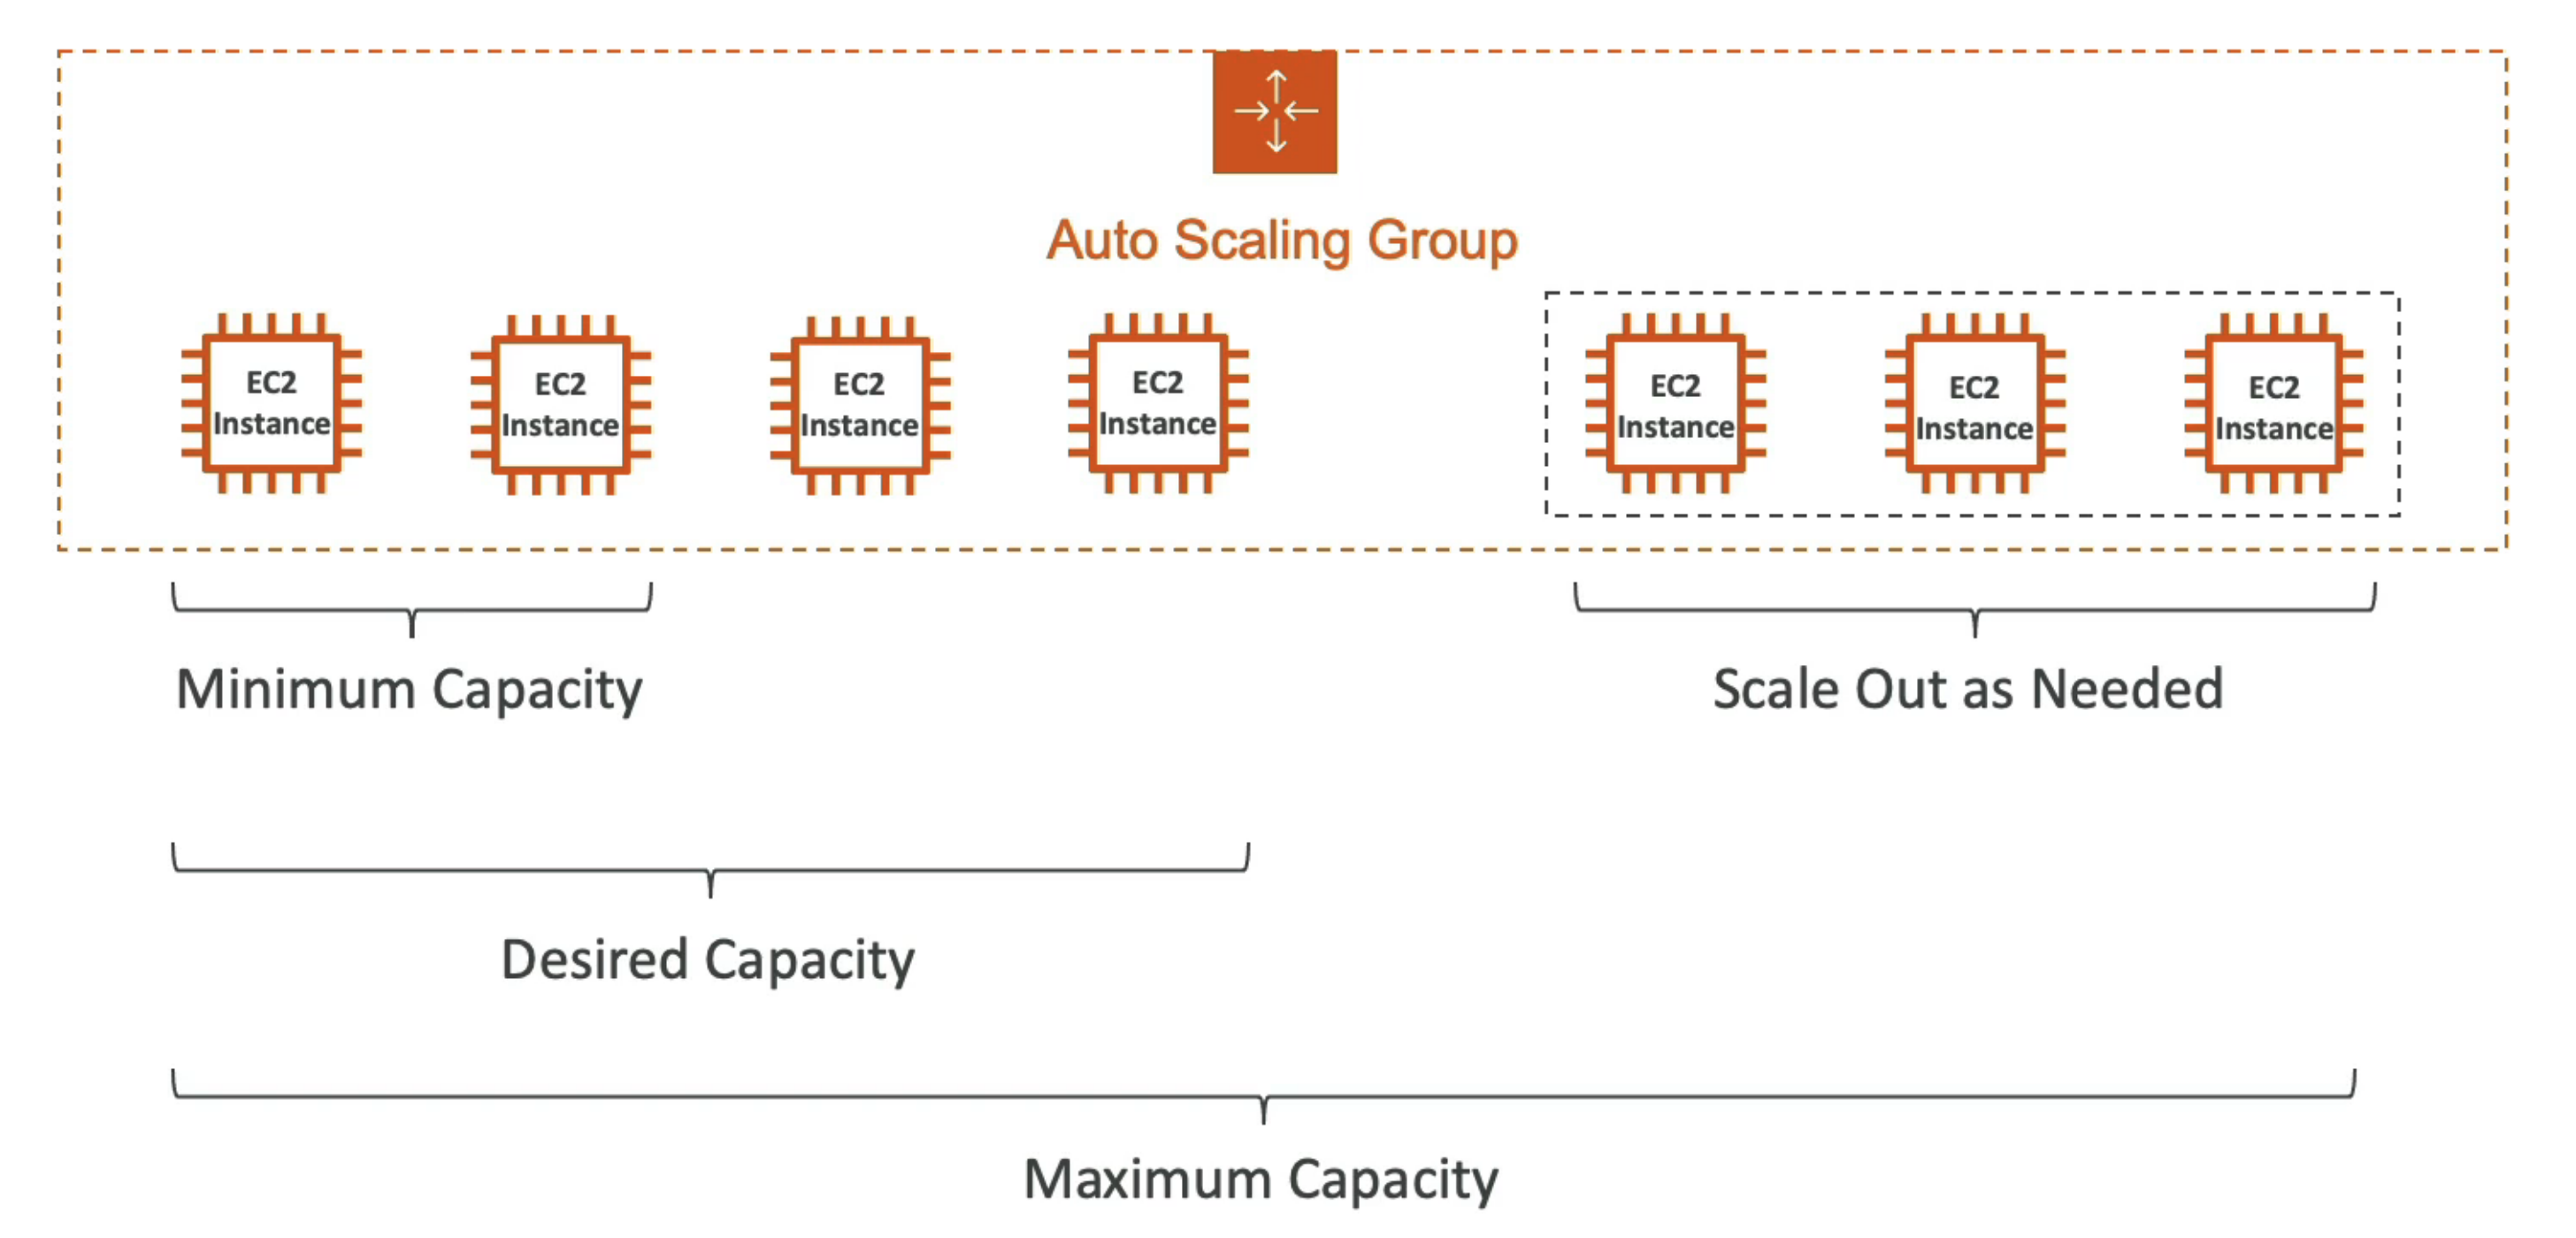 Auto Scaling Group
EC2
Instance
EC2
Instance
EC2
Instance
EC2
Instance
EC2
Instance
EC2
Instance
EC2
Instance
Minimum Capacity
Scale Out as Needed
Desired Capacity
Maximum Capacity